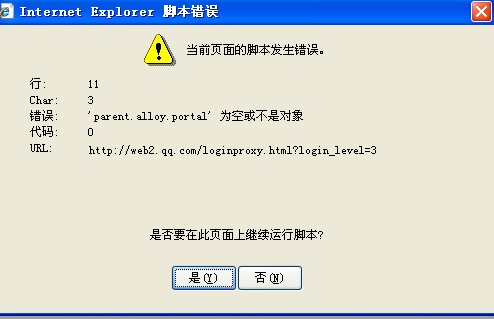 Internet Explorer 脚本错误
当前页面的脚本发生错误。
行: 11
Char: 3
错误: 'parent.alloy.portal' 为空或不是对象
代码: 0
URL: http://web2.qq.com/loginproxy.html?login_level=3
是否要在此页面上继续运行脚本?
是(Y) 否(N)